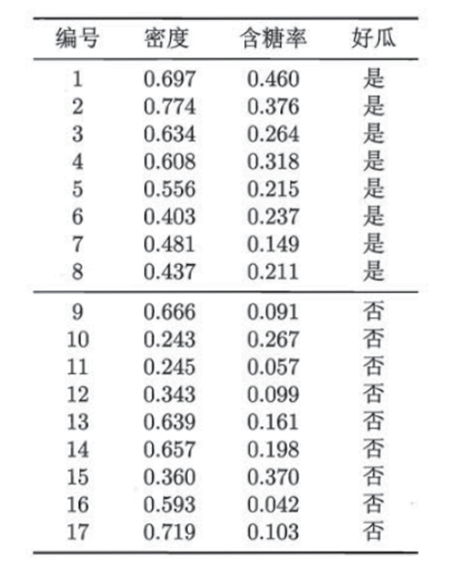 编号 密度 含糖率 好瓜
1 0.697 0.460 是
2 0.774 0.376 是
3 0.634 0.264 是
4 0.608 0.318 是
5 0.556 0.215 是
6 0.403 0.237 是
7 0.481 0.149 是
8 0.437 0.211 是
9 0.666 0.091 否
10 0.243 0.267 否
11 0.245 0.057 否
12 0.343 0.099 否
13 0.639 0.161 否
14 0.657 0.198 否
15 0.360 0.370 否
16 0.593 0.042 否
17 0.719 0.103 否